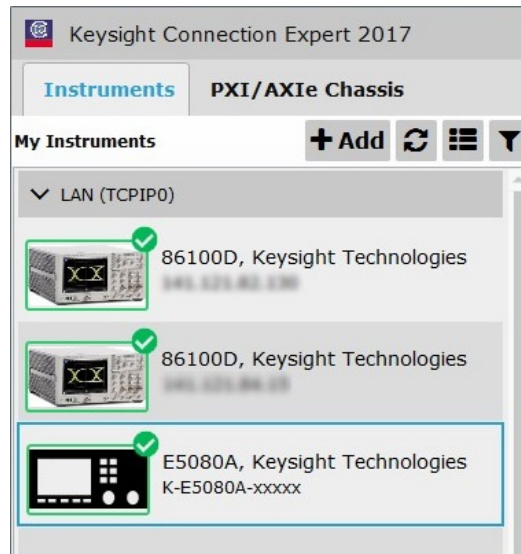 Keysight Connection Expert 2017
Instruments PXI/AXIe Chassis
My Instruments + Add
LAN (TCPIP0)
86100D, Keysight Technologies
86100D, Keysight Technologies
E5080A, Keysight Technologies
K-E5080A-xxxxx